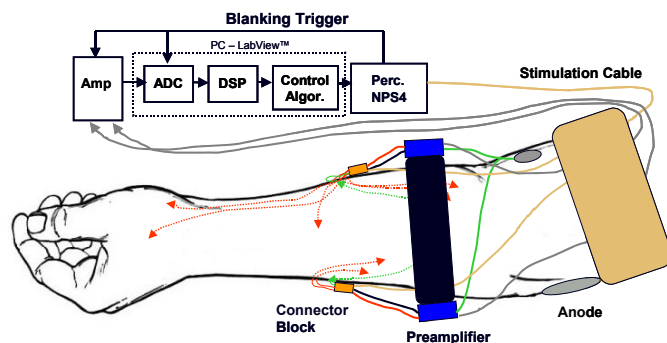 Blanking Trigger
PC – LabView™
Amp
ADC
DSP
Control
Algor.
Perc.
NPS4
Stimulation Cable
Connector
Block
Preamplifier
Anode